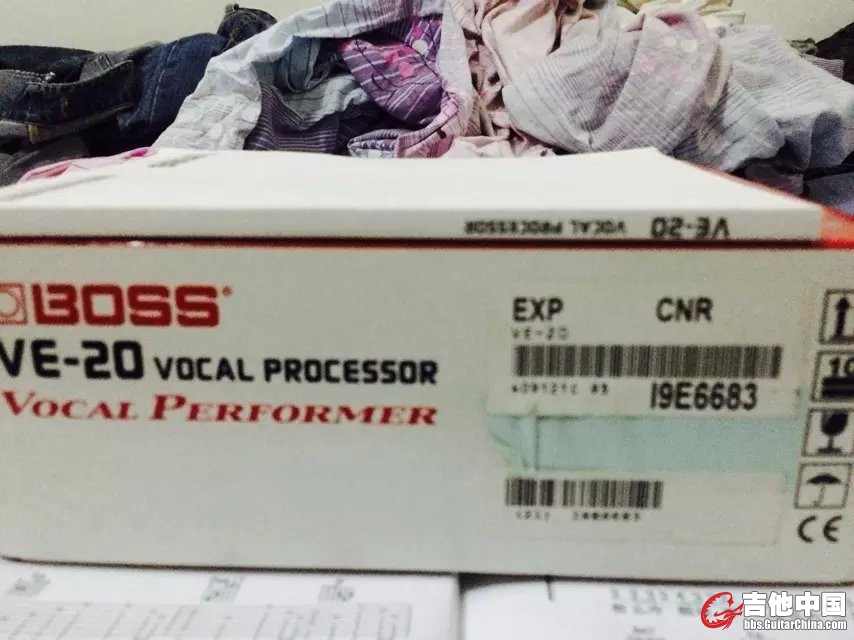 VE-20 VOCAL PROCESSOR
BOSS
VE-20 VOCAL PROCESSOR
VOCAL PERFORMER
EXP CNR
VE-20
I9E6683
10
CE
吉他中国
bbs.GuitarChina.com